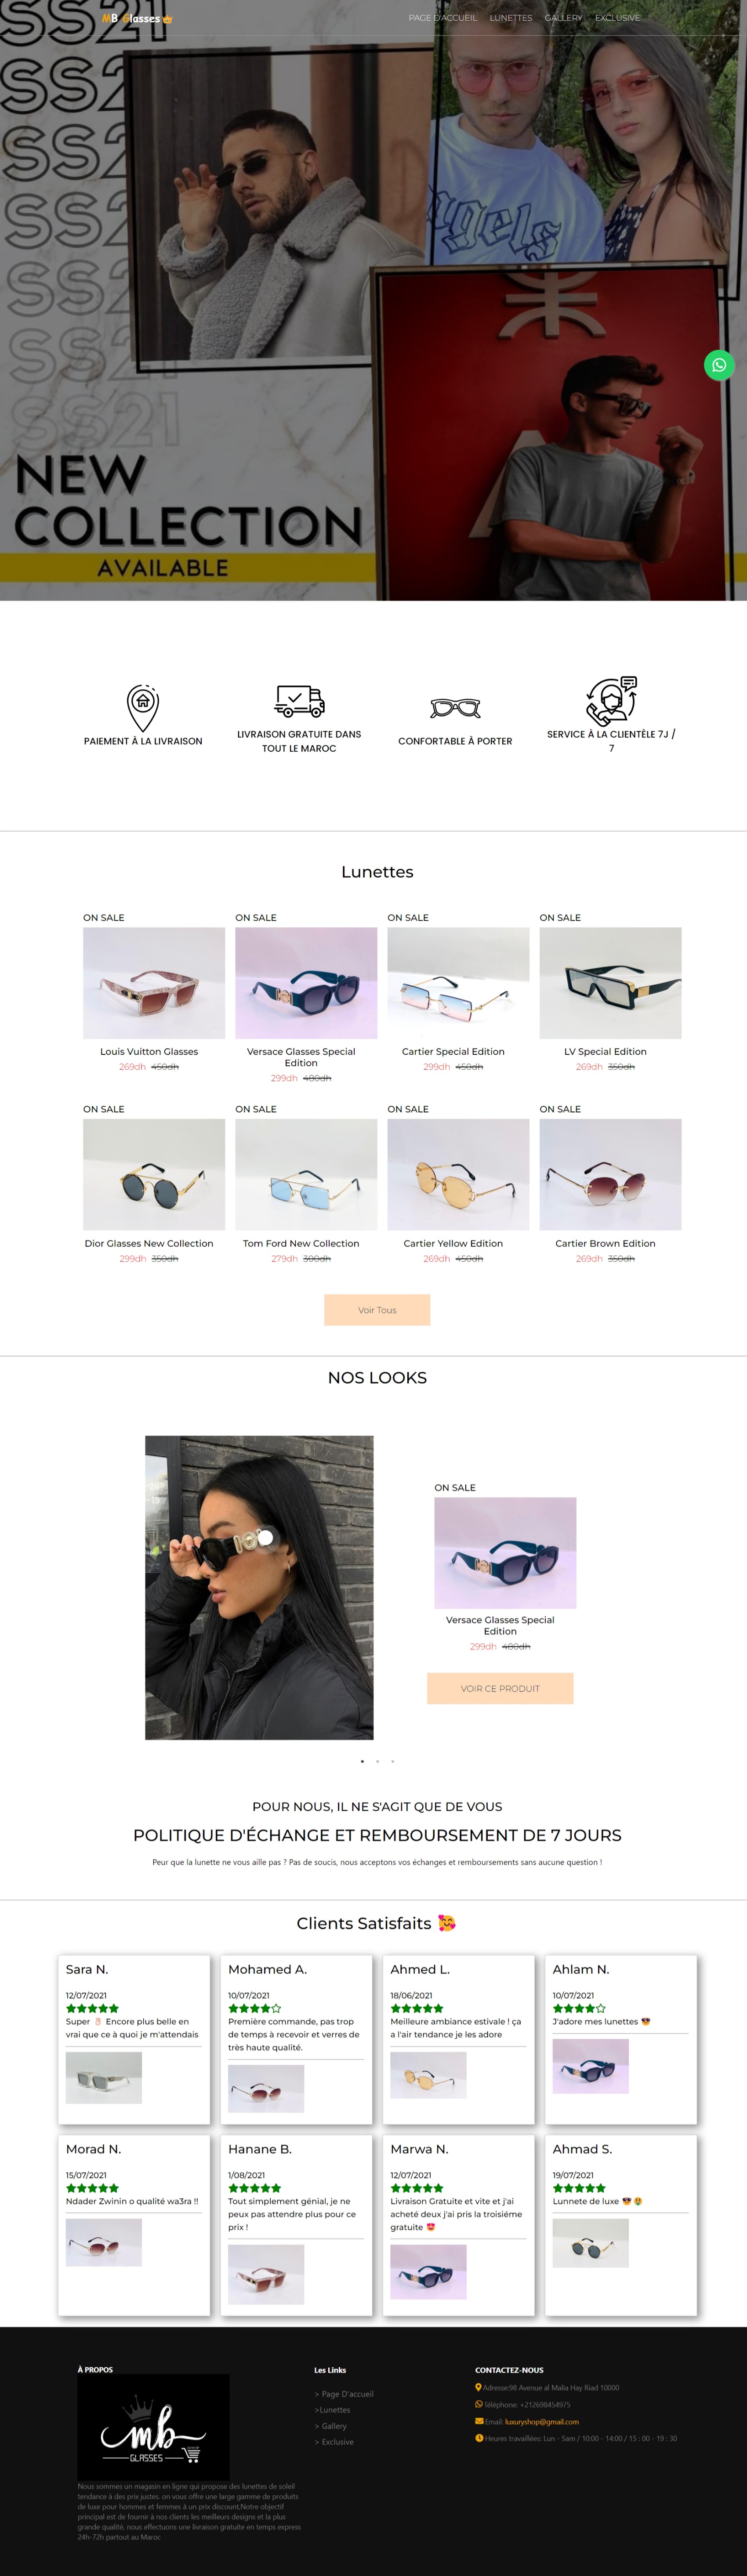 MB Glasses
PAGE D'ACCUEIL LUNETTES GALLERY EXCLUSIVE
SS21
SS21
SS21
SS21
SS21
SS21
gels
NEW
COLLECTION
AVAILABLE
PAIEMENT À LA LIVRAISON
LIVRAISON GRATUITE DANS
TOUT LE MAROC
CONFORTABLE À PORTER
SERVICE À LA CLIENTÈLE 7J /
7
Lunettes
ON SALE
Louis Vuitton Glasses
269dh 450dh
ON SALE
Versace Glasses Special
Edition
299dh 480dh
ON SALE
Cartier Special Edition
299dh 450dh
ON SALE
LV Special Edition
269dh 350dh
ON SALE
Dior Glasses New Collection
299dh 350dh
ON SALE
Tom Ford New Collection
279dh 300dh
ON SALE
Cartier Yellow Edition
269dh 450dh
ON SALE
Cartier Brown Edition
269dh 350dh
Voir Tous
NOS LOOKS
ON SALE
Versace Glasses Special
Edition
299dh 480dh
VOIR CE PRODUIT
POUR NOUS, IL NE S'AGIT QUE DE VOUS
POLITIQUE D'ÉCHANGE ET REMBOURSEMENT DE 7 JOURS
Peur que la lunette ne vous aille pas ? Pas de soucis, nous acceptons vos échanges et remboursements sans aucune question !
Clients Satisfaits 🥰
Sara N.
12/07/2021
Super 👌🏻 Encore plus belle en
vrai que ce à quoi je m'attendais
Mohamed A.
10/07/2021
Première commande, pas trop
de temps à recevoir et verres de
très haute qualité.
Ahmed L.
18/06/2021
Meilleure ambiance estivale ! ça
a l'air tendance je les adore
Ahlam N.
10/07/2021
J'adore mes lunettes 😎
Morad N.
15/07/2021
Ndader Zwinin o qualité wa3ra !!
Hanane B.
1/08/2021
Tout simplement génial, je ne
peux pas attendre plus pour ce
prix !
Marwa N.
12/07/2021
Livraison Gratuite et vite et j'ai
acheté deux j'ai pris la troisième
gratuite 😍
Ahmad S.
19/07/2021
Lunnete de luxe 😎🤑
À PROPOS
mb
GLASSES
Nous sommes un magasin en ligne qui propose des lunettes de soleil
tendance à des prix justes, on vous offre une large gamme de produits
de luxe pour hommes et femmes à un prix discount,Notre objectif
principal est de fournir à nos clients les meilleurs designs et la plus
grande qualité, nous effectuons une livraison gratuite en temps express
24h-72h partout au Maroc
Les Links
> Page D'accueil
>Lunettes
> Gallery
> Exclusive
CONTACTEZ-NOUS
Adresse:98 Avenue al Malia Hay Riad 10000
Téléphone: +212698454975
Email: luxuryshop@gmail.com
Heures travaillées: Lun - Sam / 10:00 - 14:00 / 15 : 00 - 19 : 30